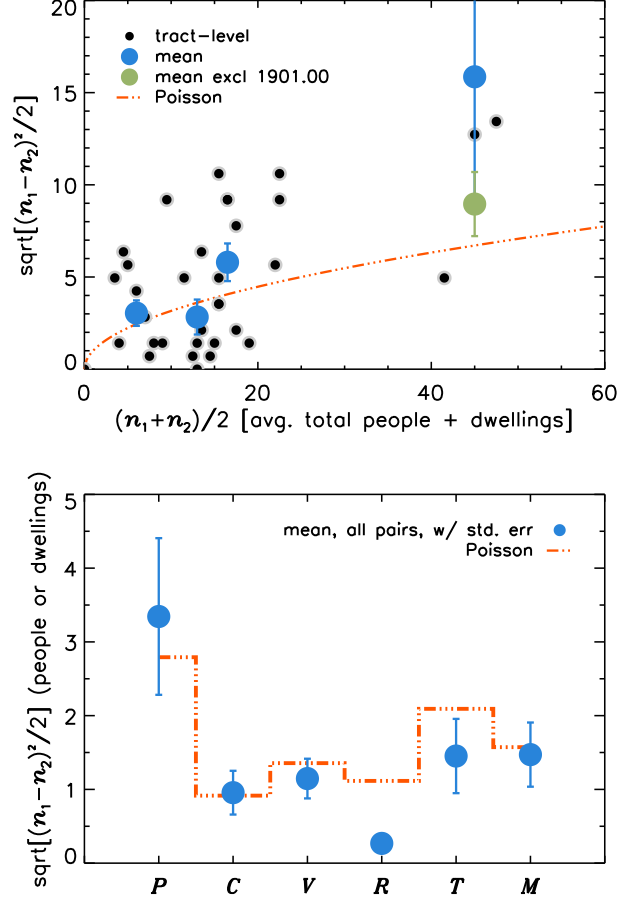 sqrt[(n₁−n₂)²/2]
20
15
10
5
0
tract−level
mean
mean excl 1901.00
Poisson
0 20 40 60
(n₁+n₂)/2 [avg. total people + dwellings]
sqrt[(n₁−n₂)²/2] (people or dwellings)
5
4
3
2
1
0
mean, all pairs, w/ std. err
Poisson
P C V R T M